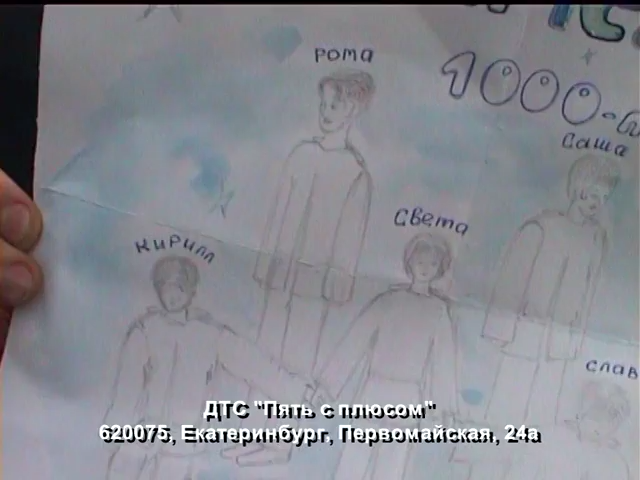 Рома
1000-
Саша
Света
Кирилл
слав
ДТС "Пять с плюсом"
620075, Екатеринбург, Первомайская, 24а